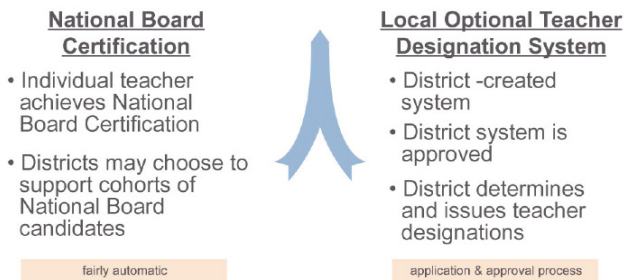 National Board
Certification
• Individual teacher
achieves National
Board Certification
• Districts may choose to
support cohorts of
National Board
candidates
fairly automatic
Local Optional Teacher
Designation System
• District -created
system
• District system is
approved
• District determines
and issues teacher
designations
application & approval process